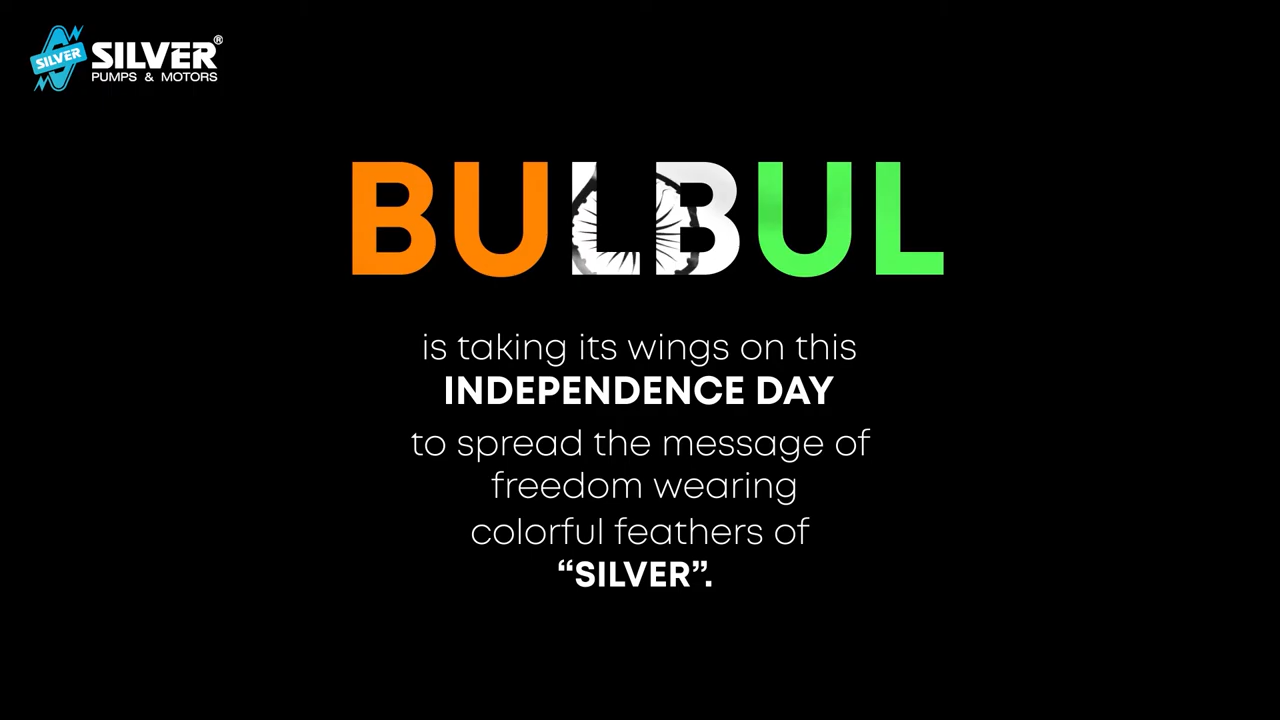 SILVER
SILVER®
PUMPS & MOTORS
BULBUL
is taking its wings on this
INDEPENDENCE DAY
to spread the message of
freedom wearing
colorful feathers of
“SILVER”.